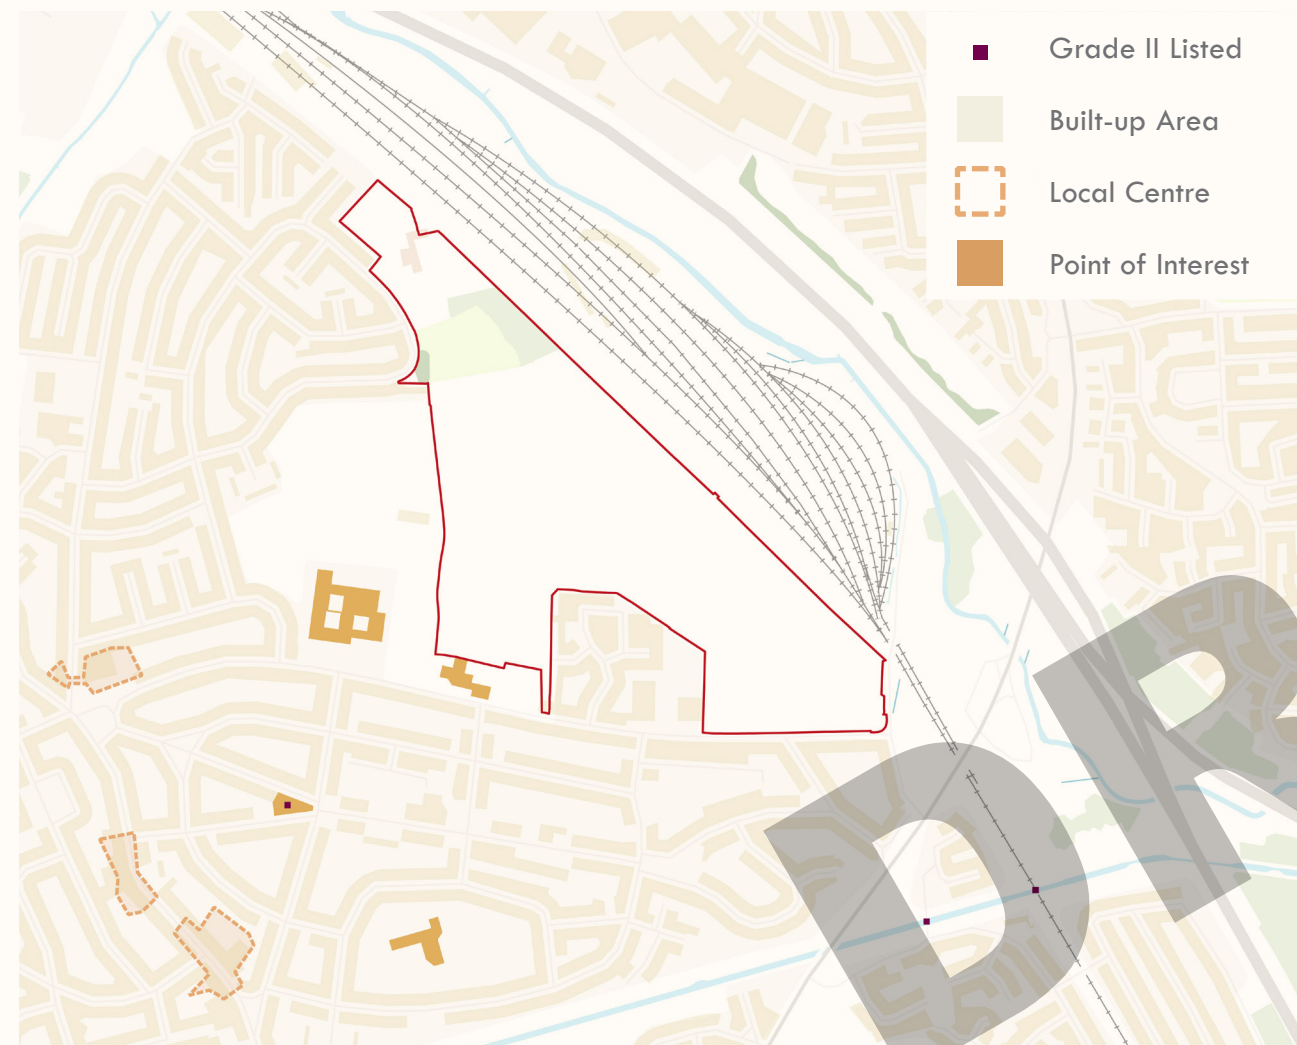 Grade II Listed
Built-up Area
Local Centre
Point of Interest
DR